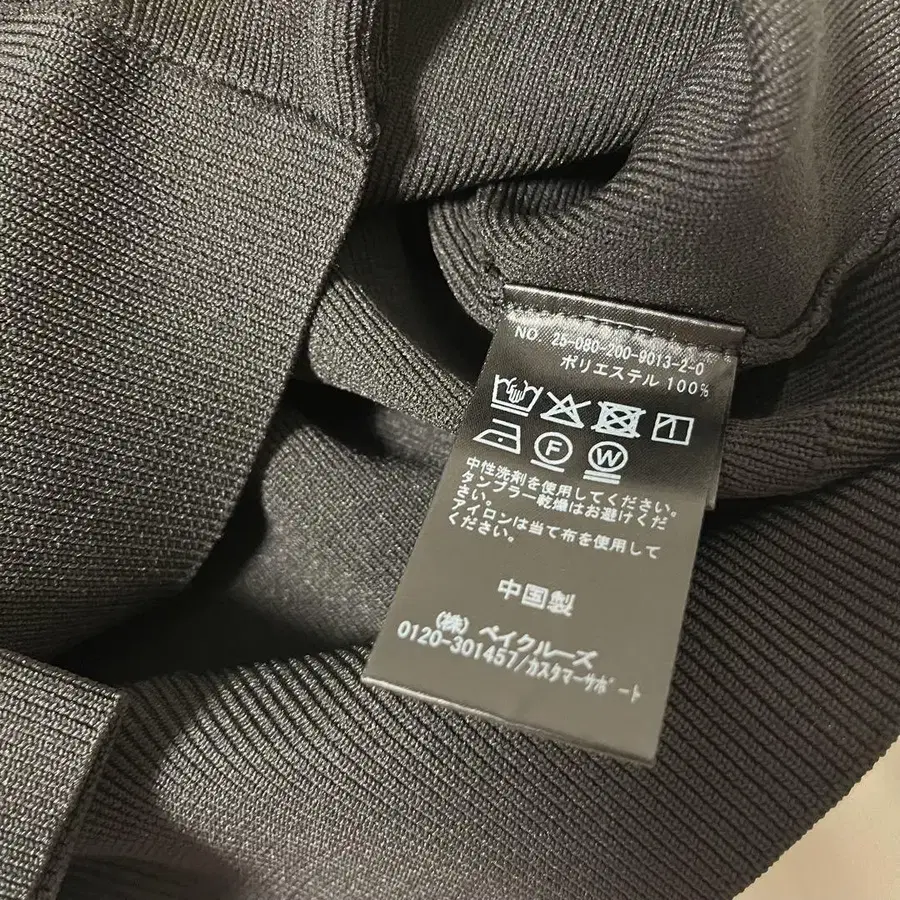 NO 25-080-200-9013-2-0
ポリエステル 100%
F W
中性洗剤を使用してください。
タンブラー乾燥はお避けくだ
さい。
アイロンは当て布を使用して
ください。
中国製
(株) ベイクルーズ
0120-301457/カスタマーサポート